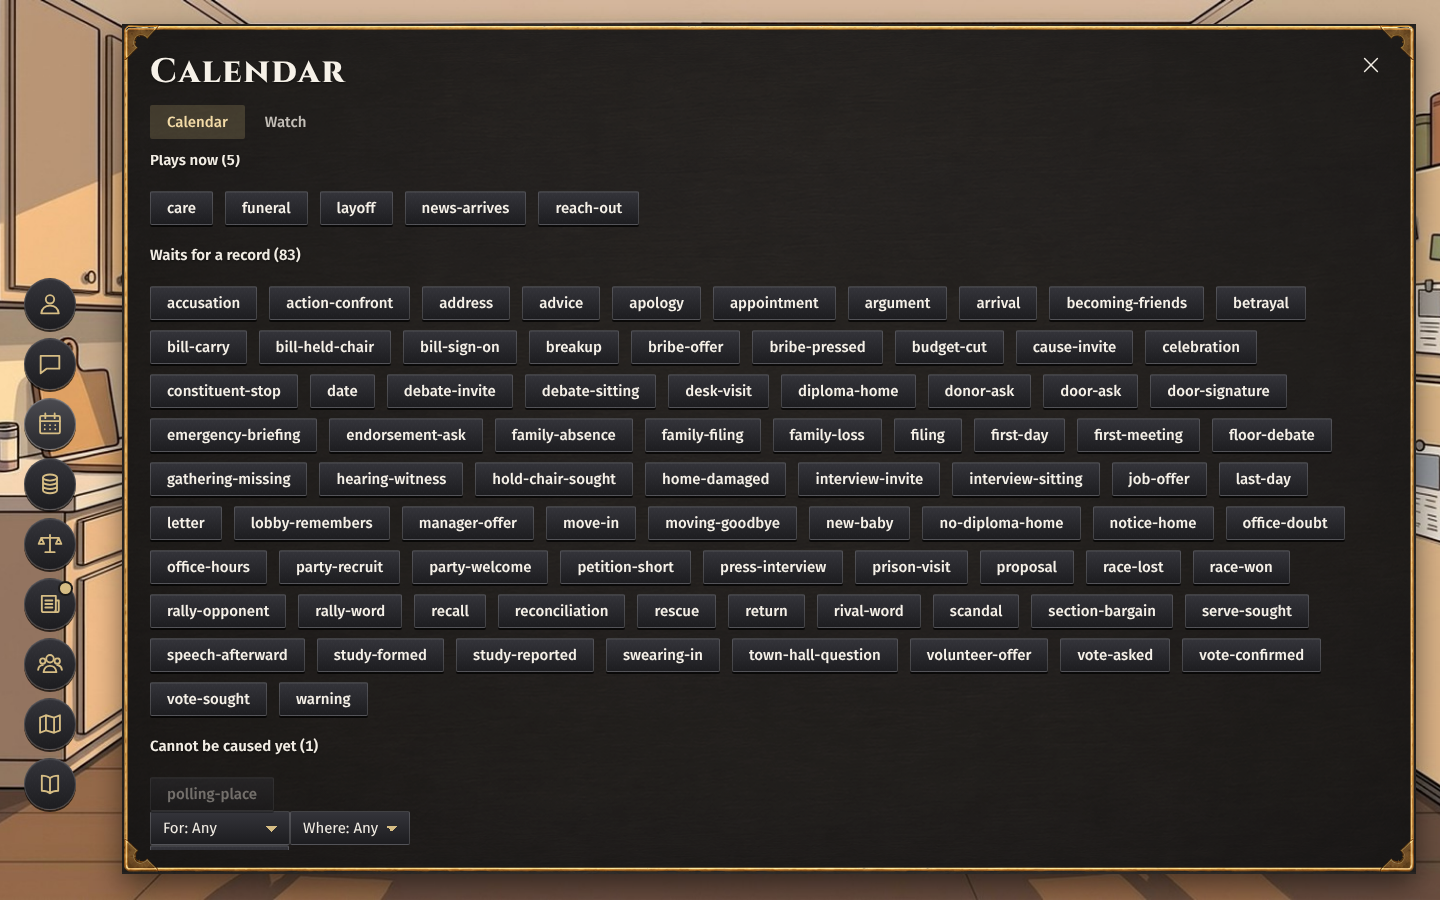 Calendar
Calendar Watch
Plays now (5)
care funeral layoff news-arrives reach-out
Waits for a record (83)
accusation action-confront address advice apology appointment argument arrival becoming-friends betrayal
bill-carry bill-held-chair bill-sign-on breakup bribe-offer bribe-pressed budget-cut cause-invite celebration
constituent-stop date debate-invite debate-sitting desk-visit diploma-home donor-ask door-ask door-signature
emergency-briefing endorsement-ask family-absence family-filing family-loss filing first-day first-meeting floor-debate
gathering-missing hearing-witness hold-chair-sought home-damaged interview-invite interview-sitting job-offer last-day
letter lobby-remembers manager-offer move-in moving-goodbye new-baby no-diploma-home notice-home office-doubt
office-hours party-recruit party-welcome petition-short press-interview prison-visit proposal race-lost race-won
rally-opponent rally-word recall reconciliation rescue return rival-word scandal section-bargain serve-sought
speech-afterward study-formed study-reported swearing-in town-hall-question volunteer-offer vote-asked vote-confirmed
vote-sought warning
Cannot be caused yet (1)
polling-place
For: Any Where: Any